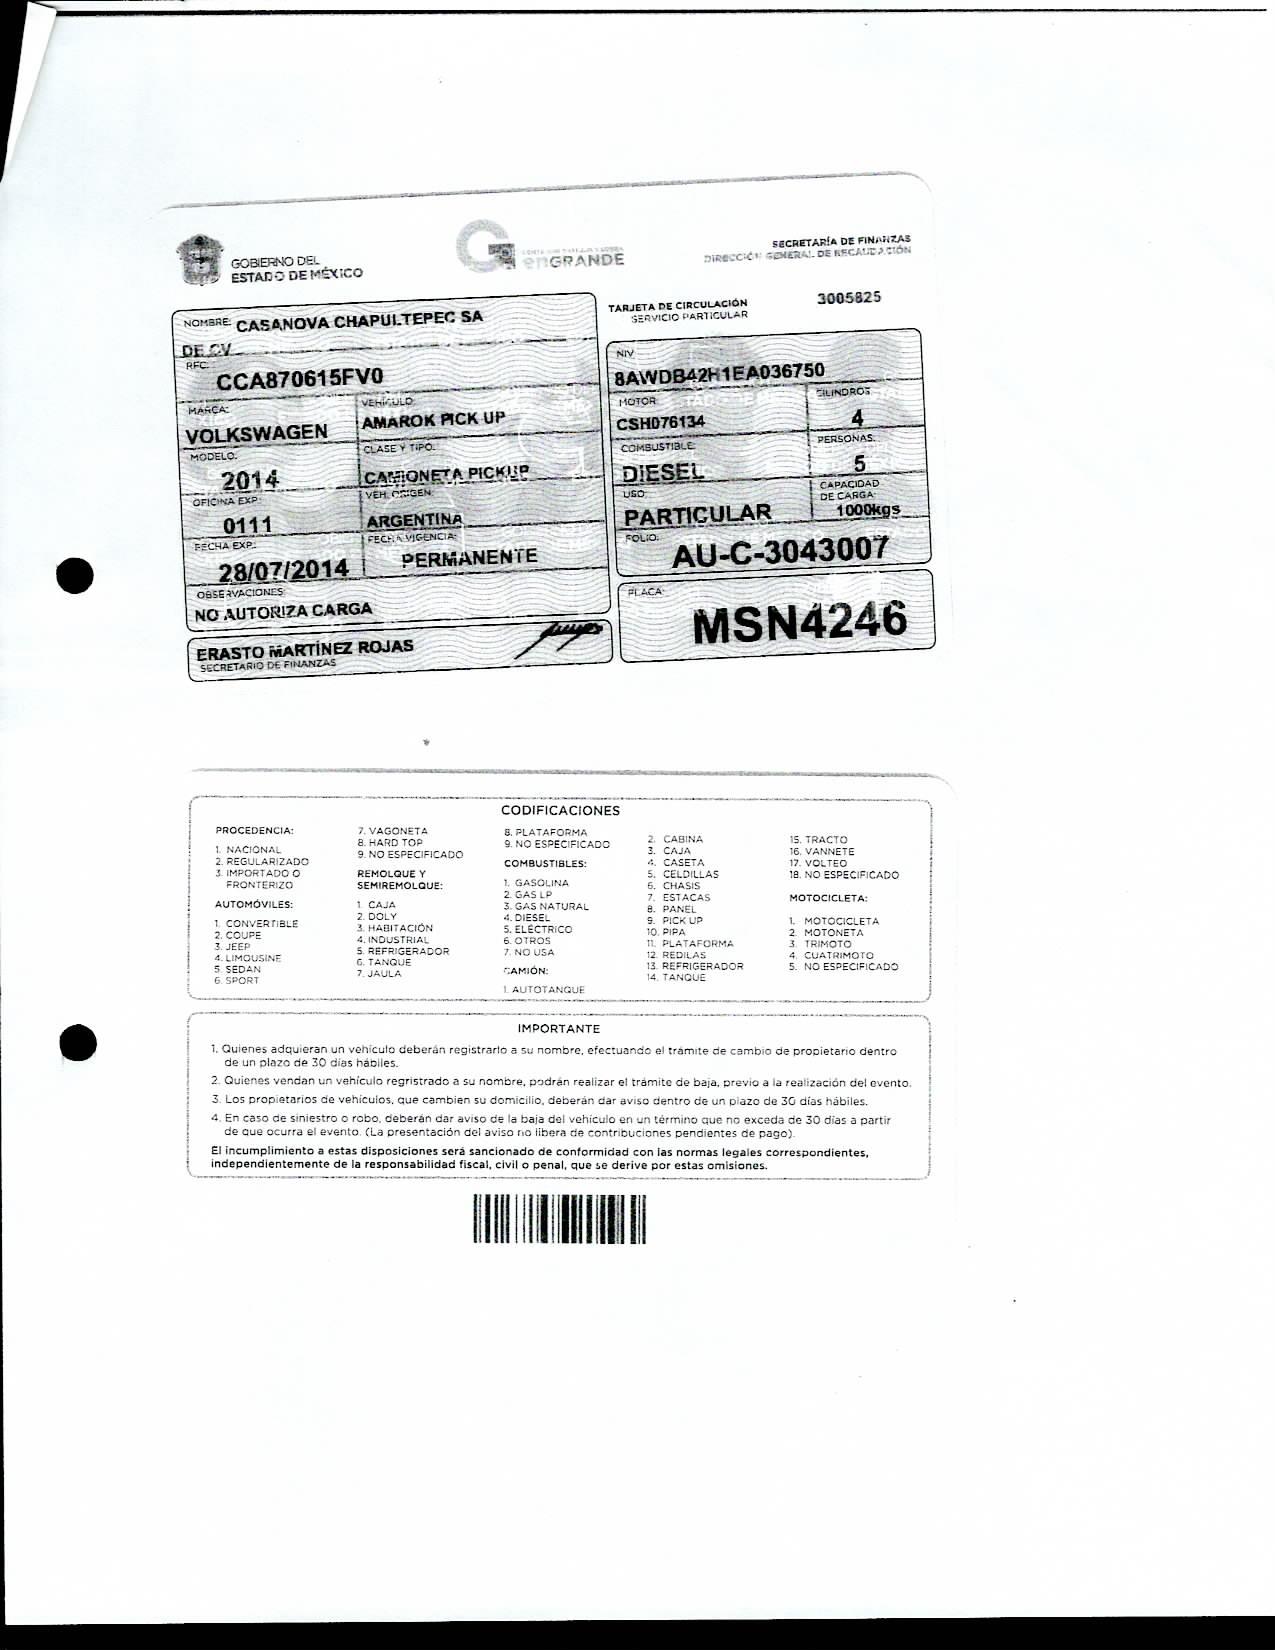 GOBIERNO DEL
ESTADO DE MÉXICO
enGRANDE
SECRETARÍA DE FINANZAS
DIRECCIÓN GENERAL DE RECAUDACIÓN
TARJETA DE CIRCULACIÓN
SERVICIO PARTICULAR
3005825
NOMBRE: CASANOVA CHAPULTEPEC SA
DE CV
RFC:
CCA870615FV0
MARCA:
VOLKSWAGEN
VEHÍCULO:
AMAROK PICK UP
MODELO:
2014
CLASE Y TIPO:
CAMIONETA PICKUP
OFICINA EXP:
0111
VEH. ORIGEN:
ARGENTINA
FECHA EXP.:
28/07/2014
FECHA VIGENCIA:
PERMANENTE
OBSERVACIONES:
NO AUTORIZA CARGA
ERASTO MARTÍNEZ ROJAS
SECRETARIO DE FINANZAS
NIV
8AWDB42H1EA036750
MOTOR
CSH076134
CILINDROS
4
COMBUSTIBLE:
DIESEL
PERSONAS:
5
USO:
PARTICULAR
CAPACIDAD
DE CARGA:
1000kgs
FOLIO:
AU-C-3043007
PLACA:
MSN4246
CODIFICACIONES
PROCEDENCIA:
1. NACIONAL
2. REGULARIZADO
3. IMPORTADO O
FRONTERIZO
AUTOMÓVILES:
1. CONVERTIBLE
2. COUPE
3. JEEP
4. LIMOUSINE
5. SEDAN
6. SPORT
7. VAGONETA
8. HARD TOP
9. NO ESPECIFICADO
REMOLQUE Y
SEMIREMOLQUE:
1. CAJA
2. DOLY
3. HABITACIÓN
4. INDUSTRIAL
5. REFRIGERADOR
6. TANQUE
7. JAULA
8. PLATAFORMA
9. NO ESPECIFICADO
COMBUSTIBLES:
1. GASOLINA
2. GAS LP
3. GAS NATURAL
4. DIESEL
5. ELÉCTRICO
6. OTROS
7. NO USA
CAMIÓN:
1. AUTOTANQUE
2. CABINA
3. CAJA
4. CASETA
5. CELDILLAS
6. CHASIS
7. ESTACAS
8. PANEL
9. PICK UP
10. PIPA
11. PLATAFORMA
12. REDILAS
13. REFRIGERADOR
14. TANQUE
15. TRACTO
16. VANNETE
17. VOLTEO
18. NO ESPECIFICADO
MOTOCICLETA:
1. MOTOCICLETA
2. MOTONETA
3. TRIMOTO
4. CUATRIMOTO
5. NO ESPECIFICADO
IMPORTANTE
1. Quienes adquieran un vehículo deberán registrarlo a su nombre, efectuando el trámite de cambio de propietario dentro
de un plazo de 30 días hábiles.
2. Quienes vendan un vehículo regristrado a su nombre, podrán realizar el trámite de baja, previo a la realización del evento.
3. Los propietarios de vehículos, que cambien su domicilio, deberán dar aviso dentro de un plazo de 30 días hábiles.
4. En caso de siniestro o robo, deberán dar aviso de la baja del vehículo en un término que no exceda de 30 días a partir
de que ocurra el evento. (La presentación del aviso no libera de contribuciones pendientes de pago).
El incumplimiento a estas disposiciones será sancionado de conformidad con las normas legales correspondientes,
independientemente de la responsabilidad fiscal, civil o penal, que se derive por estas omisiones.